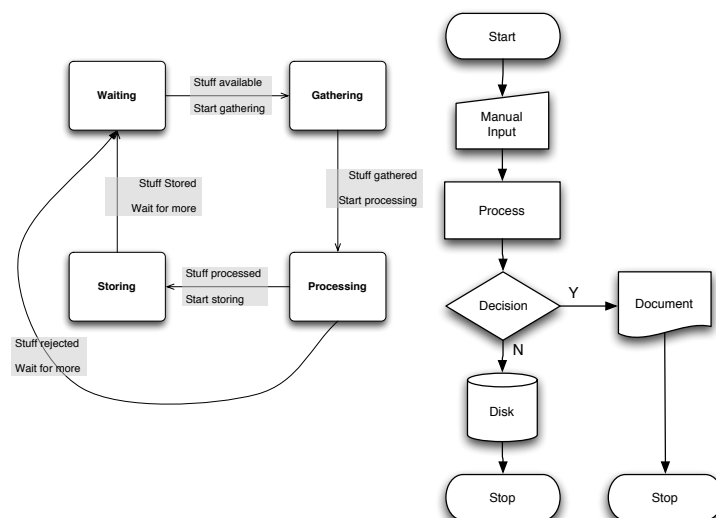 Waiting
Stuff available
Start gathering
Gathering
Stuff gathered
Start processing
Stuff Stored
Wait for more
Storing
Stuff processed
Start storing
Processing
Stuff rejected
Wait for more
Start
Manual
Input
Process
Decision
Y
Document
N
Disk
Stop
Stop